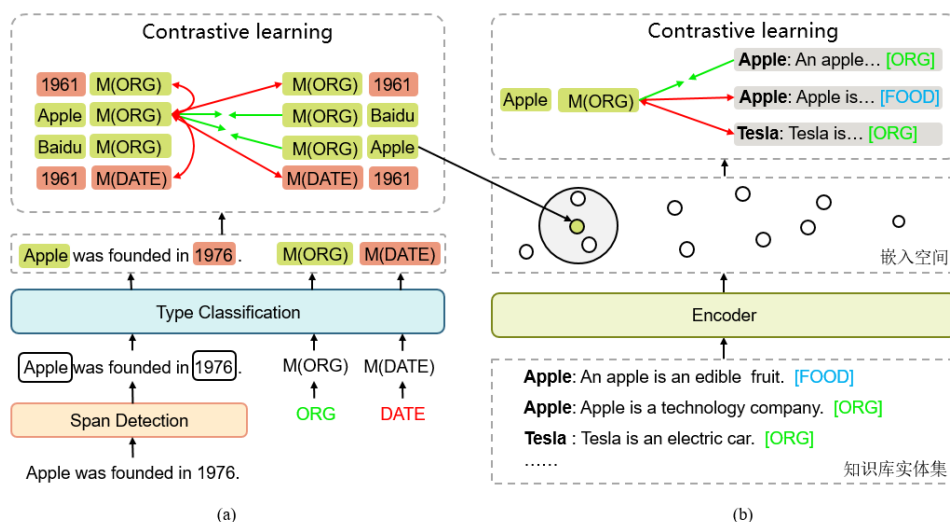 Contrastive learning
1961 M(ORG) M(ORG) 1961
Apple M(ORG) M(ORG) Baidu
Baidu M(ORG) M(ORG) Apple
1961 M(DATE) M(DATE) 1961
Apple was founded in 1976. M(ORG) M(DATE)
Type Classification
Apple was founded in 1976. M(ORG) M(DATE)
Span Detection ORG DATE
Apple was founded in 1976.
(a)
Contrastive learning
Apple: An apple... [ORG]
Apple M(ORG) Apple: Apple is... [FOOD]
Tesla: Tesla is... [ORG]
嵌入空间
Encoder
Apple: An apple is an edible fruit. [FOOD]
Apple: Apple is a technology company. [ORG]
Tesla : Tesla is an electric car. [ORG]
......
知识库实体集
(b)